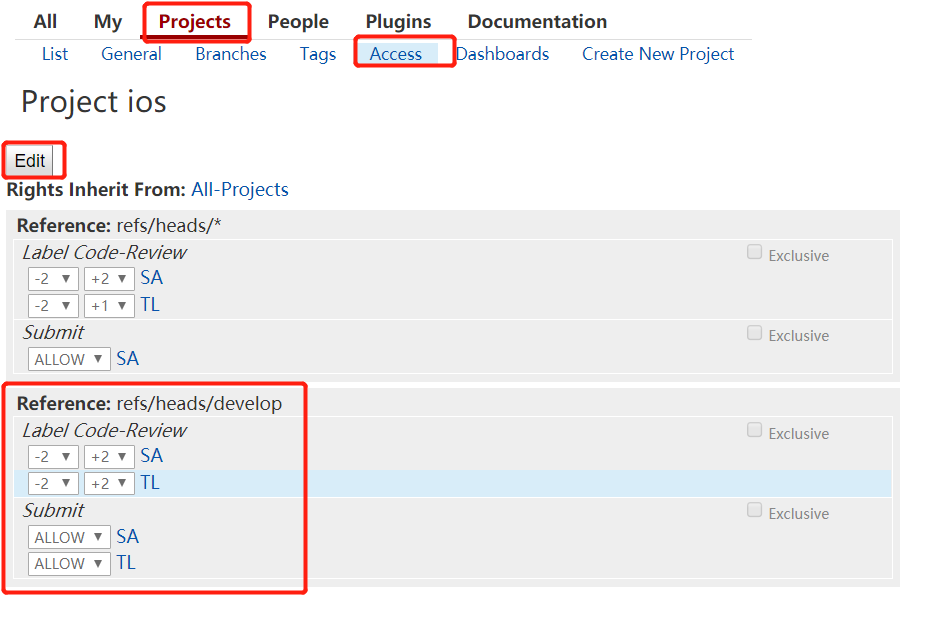 All My Projects People Plugins Documentation
List General Branches Tags Access Dashboards Create New Project
Project ios
Edit
Rights Inherit From: All-Projects
Reference: refs/heads/*
Label Code-Review Exclusive
-2 ▼ +2 ▼ SA
-2 ▼ +1 ▼ TL
Submit Exclusive
ALLOW ▼ SA
Reference: refs/heads/develop
Label Code-Review Exclusive
-2 ▼ +2 ▼ SA
-2 ▼ +2 ▼ TL
Submit Exclusive
ALLOW ▼ SA
ALLOW ▼ TL